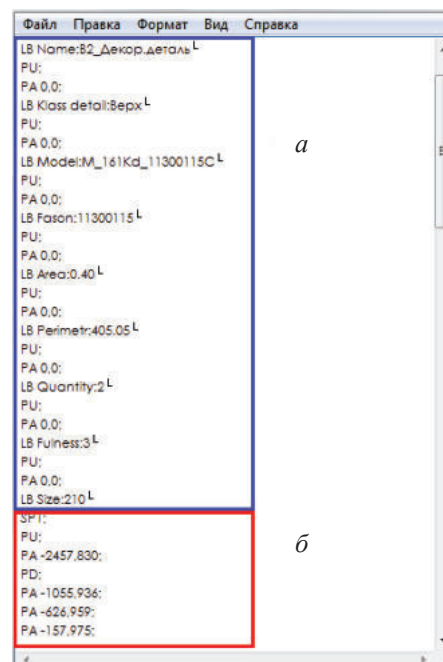 Файл Правка Формат Вид Справка
LB Name:B2_Декор.деталь└
PU;
PA 0,0;
LB Klass detail:Верх└
PU;
PA 0,0;
LB Model:M_161Kd_11300115C└
PU;
PA 0,0;
LB Fason:11300115└
PU;
PA 0,0;
LB Area:0.40└
PU;
PA 0,0;
LB Perimetr:405.05└
PU;
PA 0,0;
LB Quantity:2└
PU;
PA 0,0;
LB Fulness:3└
PU;
PA 0,0;
LB Size:210└
а
SP1;
PU;
PA -2457,830;
PD;
PA -1055,936;
PA -626,959;
PA -157,975;
б